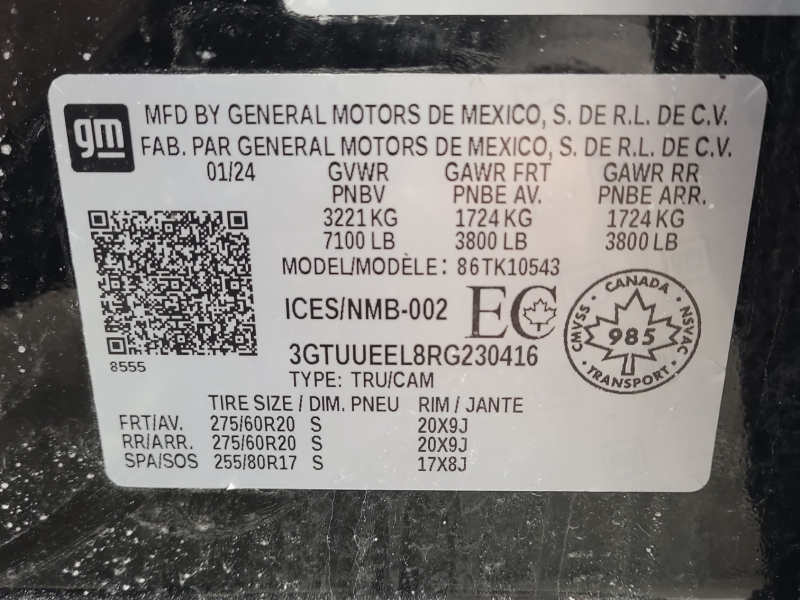 gm
MFD BY GENERAL MOTORS DE MEXICO, S. DE R.L. DE C.V.
FAB. PAR GENERAL MOTORS DE MEXICO, S. DE R.L. DE C.V.
01/24 GVWR GAWR FRT GAWR RR
PNBV PNBE AV. PNBE ARR.
3221 KG 1724 KG 1724 KG
7100 LB 3800 LB 3800 LB
MODEL/MODÈLE: 86TK10543
ICES/NMB-002 EC
CANADA
CMVSS 985 NSVAC
TRANSPORT
3GTUUEEL8RG230416
8555
TYPE: TRU/CAM
TIRE SIZE / DIM. PNEU RIM / JANTE
FRT/AV. 275/60R20 S 20X9J
RR/ARR. 275/60R20 S 20X9J
SPA/SOS 255/80R17 S 17X8J